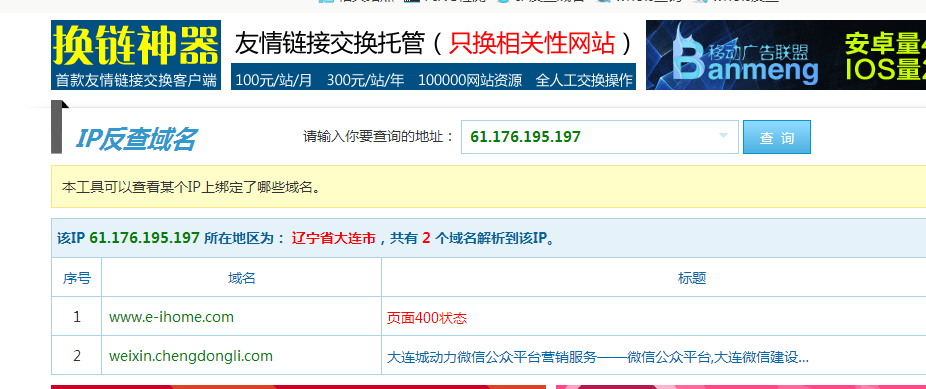 换链神器
首款友情链接交换客户端
友情链接交换托管（只换相关性网站）
100元/站/月 300元/站/年 100000网站资源 全人工交换操作
移动广告联盟
Banmeng
安卓量
IOS量
IP反查域名
请输入你要查询的地址：
61.176.195.197
查 询
本工具可以查看某个IP上绑定了哪些域名。
该IP 61.176.195.197 所在地区为： 辽宁省大连市，共有 2 个域名解析到该IP。
序号 域名 标题
1 www.e-ihome.com 页面400状态
2 weixin.chengdongli.com 大连城动力微信公众平台营销服务——微信公众平台,大连微信建设...